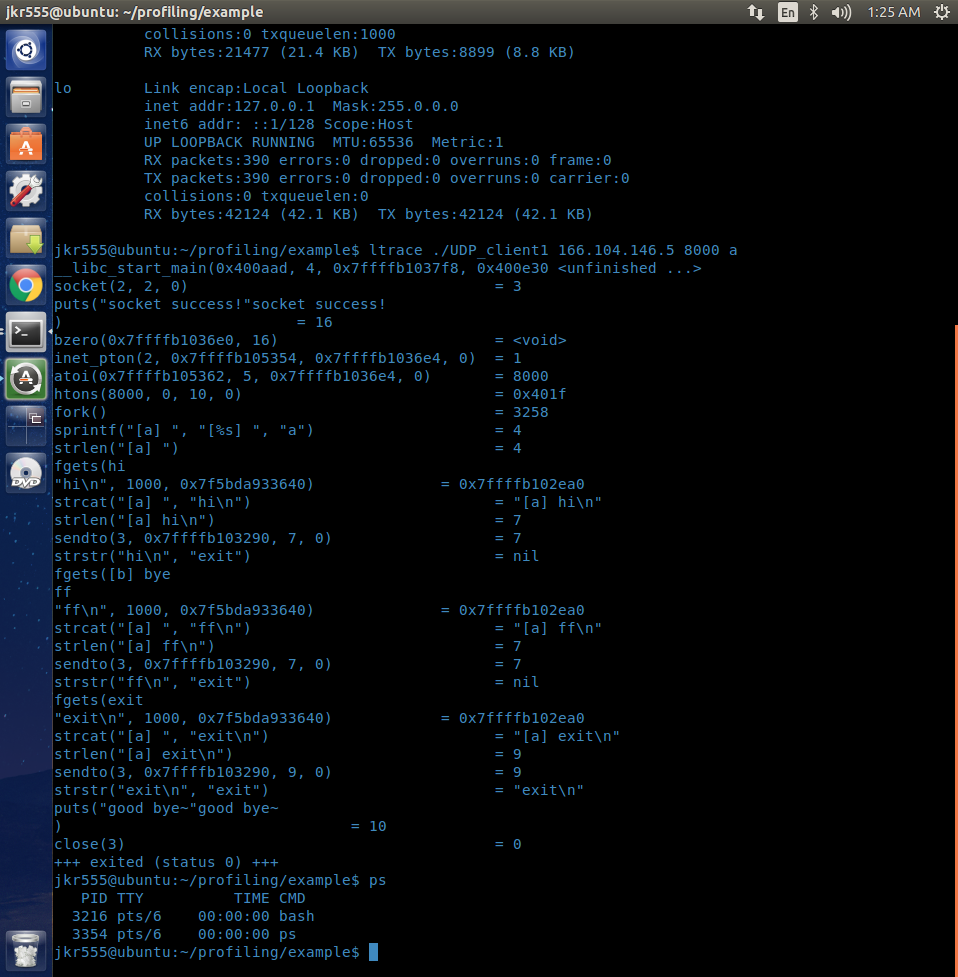 jkr555@ubuntu: ~/profiling/example
En
1:25 AM
collisions:0 txqueuelen:1000
RX bytes:21477 (21.4 KB)  TX bytes:8899 (8.8 KB)
lo        Link encap:Local Loopback
inet addr:127.0.0.1  Mask:255.0.0.0
inet6 addr: ::1/128 Scope:Host
UP LOOPBACK RUNNING  MTU:65536  Metric:1
RX packets:390 errors:0 dropped:0 overruns:0 frame:0
TX packets:390 errors:0 dropped:0 overruns:0 carrier:0
collisions:0 txqueuelen:0
RX bytes:42124 (42.1 KB)  TX bytes:42124 (42.1 KB)
jkr555@ubuntu:~/profiling/example$ ltrace ./UDP_client1 166.104.146.5 8000 a
__libc_start_main(0x400aad, 4, 0x7ffffb1037f8, 0x400e30 <unfinished ...>
socket(2, 2, 0) = 3
puts("socket success!"socket success!
) = 16
bzero(0x7ffffb1036e0, 16) = <void>
inet_pton(2, 0x7ffffb105354, 0x7ffffb1036e4, 0) = 1
atoi(0x7ffffb105362, 5, 0x7ffffb1036e4, 0) = 8000
htons(8000, 0, 10, 0) = 0x401f
fork() = 3258
sprintf("[a] ", "[%s] ", "a") = 4
strlen("[a] ") = 4
fgets(hi
"hi\n", 1000, 0x7f5bda933640) = 0x7ffffb102ea0
strcat("[a] ", "hi\n") = "[a] hi\n"
strlen("[a] hi\n") = 7
sendto(3, 0x7ffffb103290, 7, 0) = 7
strstr("hi\n", "exit") = nil
fgets([b] bye
ff
"ff\n", 1000, 0x7f5bda933640) = 0x7ffffb102ea0
strcat("[a] ", "ff\n") = "[a] ff\n"
strlen("[a] ff\n") = 7
sendto(3, 0x7ffffb103290, 7, 0) = 7
strstr("ff\n", "exit") = nil
fgets(exit
"exit\n", 1000, 0x7f5bda933640) = 0x7ffffb102ea0
strcat("[a] ", "exit\n") = "[a] exit\n"
strlen("[a] exit\n") = 9
sendto(3, 0x7ffffb103290, 9, 0) = 9
strstr("exit\n", "exit") = "exit\n"
puts("good bye~"good bye~
) = 10
close(3) = 0
+++ exited (status 0) +++
jkr555@ubuntu:~/profiling/example$ ps
PID TTY          TIME CMD
3216 pts/6    00:00:00 bash
3354 pts/6    00:00:00 ps
jkr555@ubuntu:~/profiling/example$
DVD